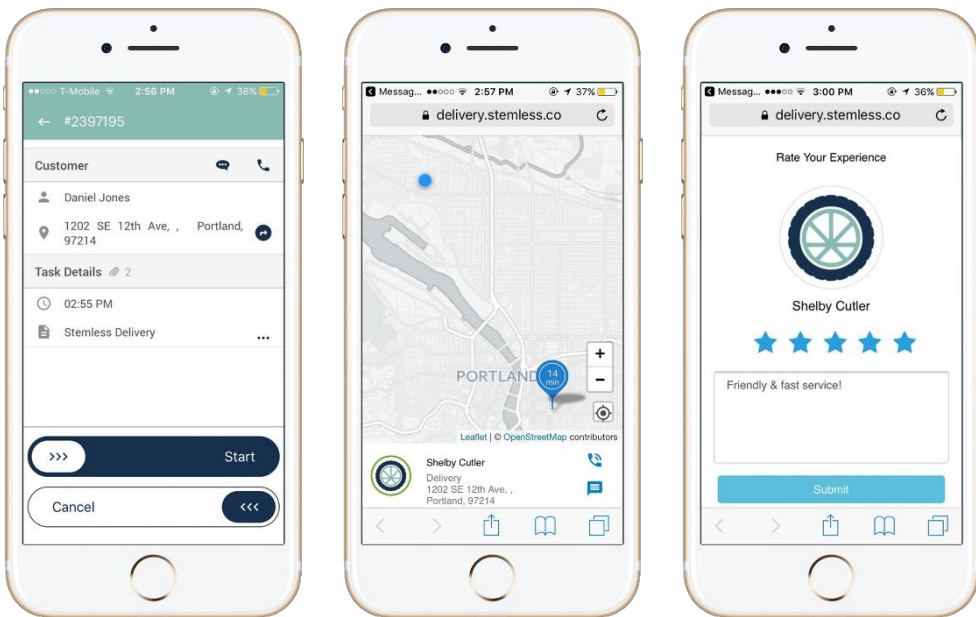 T-Mobile 2:56 PM 38%
← #2397195
Customer
Daniel Jones
1202 SE 12th Ave, , Portland,
97214
Task Details 2
02:55 PM
Stemless Delivery
...
>>> Start
Cancel <<<
Messag... 2:57 PM 37%
delivery.stemless.co
PORTLAND
14
min
+
−
Leaflet | © OpenStreetMap contributors
Shelby Cutler
Delivery
1202 SE 12th Ave, ,
Portland, 97214
Messag... 3:00 PM 36%
delivery.stemless.co
Rate Your Experience
Shelby Cutler
Friendly & fast service!
Submit